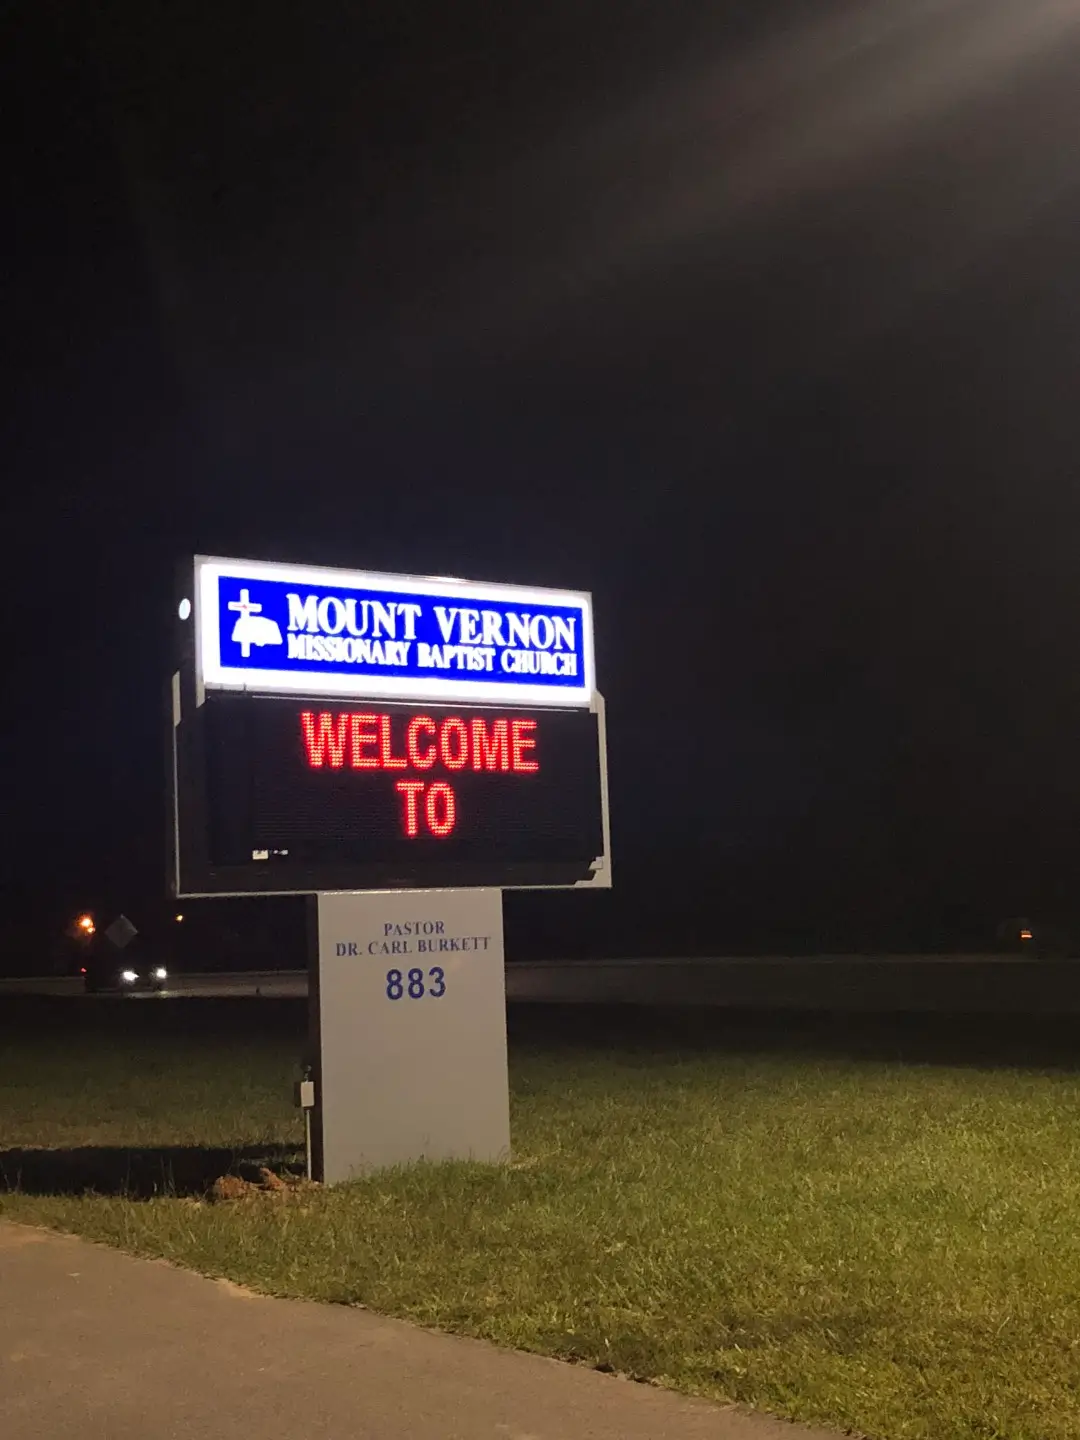 MOUNT VERNON
MISSIONARY BAPTIST CHURCH
WELCOME
TO
PASTOR
DR. CARL BURKETT
883